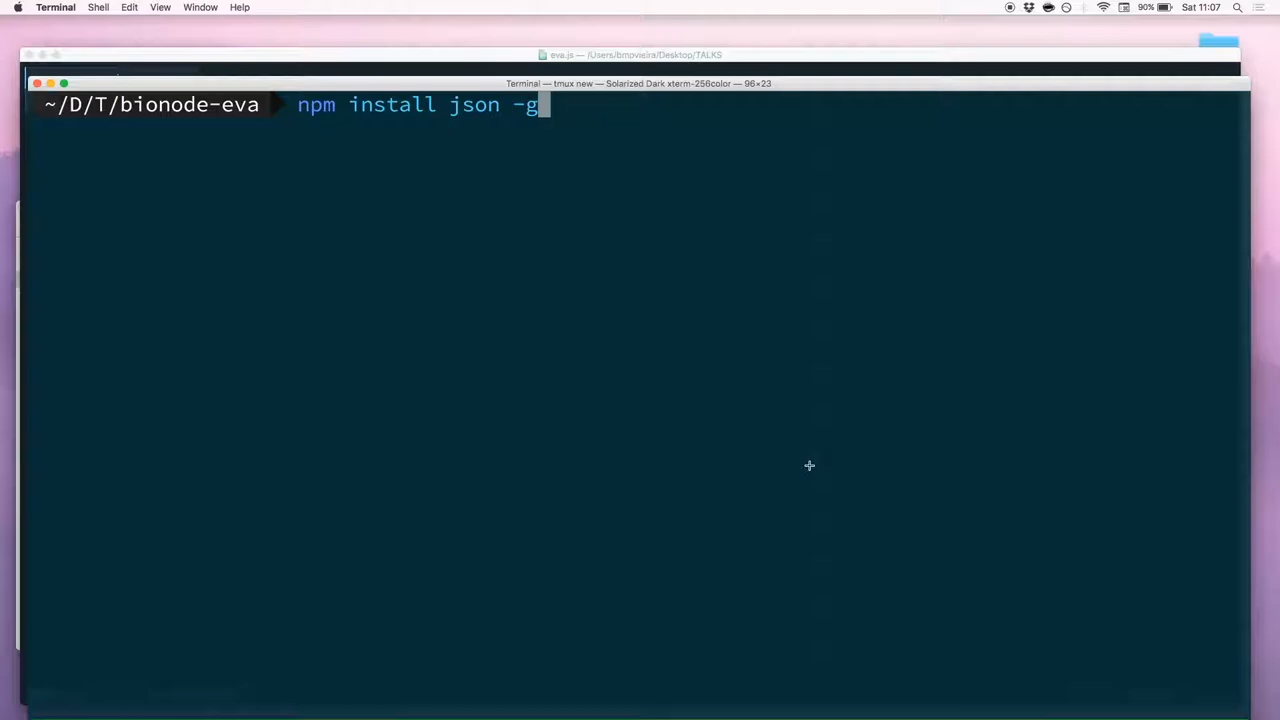 Terminal Shell Edit View Window Help 90% Sat 11:07
eva.js — /Users/bmovieira/Desktop/TALKS
Terminal — tmux new — Solarized Dark xterm-256color — 96×23
~/D/T/bionode-eva npm install json -g